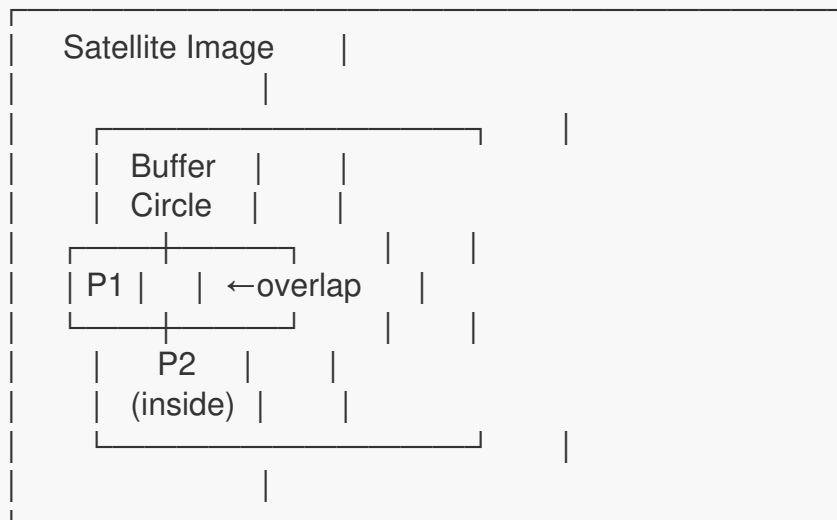 Satellite Image
Buffer
Circle
P1 ←overlap
P2
(inside)